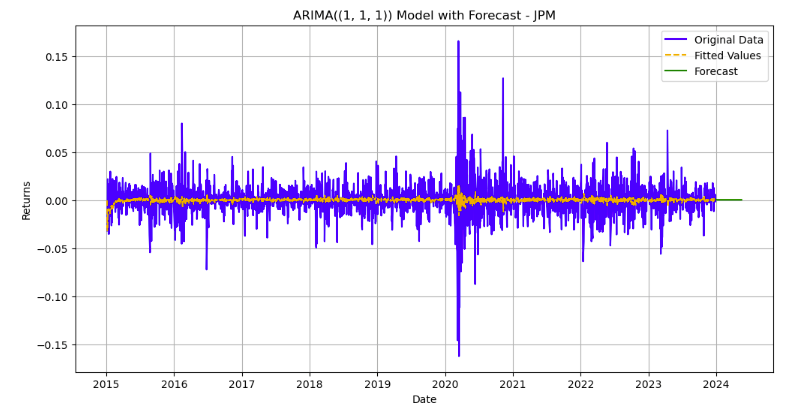 ARIMA((1, 1, 1)) Model with Forecast - JPM
Original Data
Fitted Values
Forecast
0.15
0.10
0.05
0.00
−0.05
−0.10
−0.15
Returns
2015 2016 2017 2018 2019 2020 2021 2022 2023 2024
Date